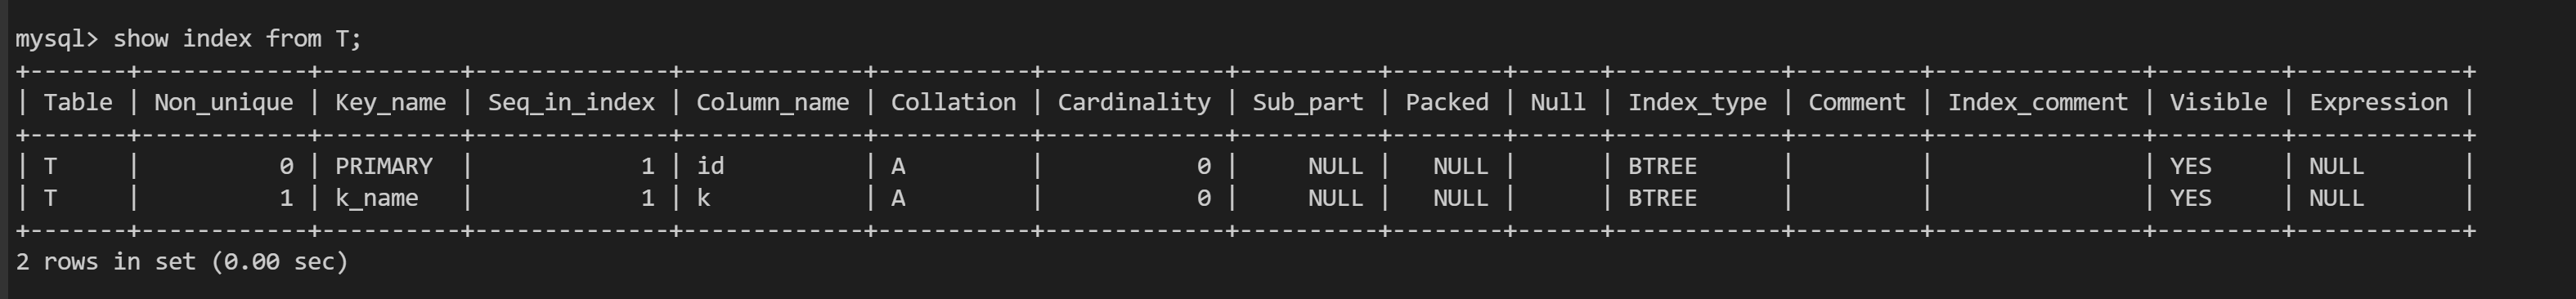 mysql> show index from T;
+-------+------------+----------+--------------+-------------+-----------+-------------+----------+--------+------+------------+---------+---------------+---------+------------+
| Table | Non_unique | Key_name | Seq_in_index | Column_name | Collation | Cardinality | Sub_part | Packed | Null | Index_type | Comment | Index_comment | Visible | Expression |
+-------+------------+----------+--------------+-------------+-----------+-------------+----------+--------+------+------------+---------+---------------+---------+------------+
| T     |          0 | PRIMARY  |            1 | id          | A         |           0 |     NULL |   NULL |      | BTREE      |         |               | YES     | NULL       |
| T     |          1 | k_name   |            1 | k           | A         |           0 |     NULL |   NULL |      | BTREE      |         |               | YES     | NULL       |
+-------+------------+----------+--------------+-------------+-----------+-------------+----------+--------+------+------------+---------+---------------+---------+------------+
2 rows in set (0.00 sec)